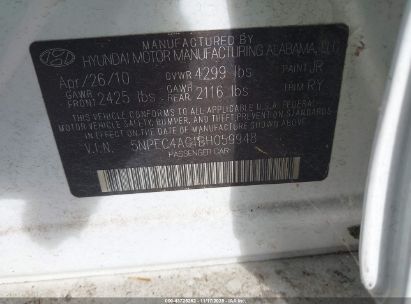 MANUFACTURED BY
HYUNDAI MOTOR MANUFACTURING ALABAMA, LLC
Apr/26/10 GVWR 4299 lbs PAINT JR
GAWR FRONT 2425 lbs GAWR REAR 2116 lbs TRIM RY
THIS VEHICLE CONFORMS TO ALL APPLICABLE U.S.A. FEDERAL
MOTOR VEHICLE SAFETY, BUMPER, AND THEFT PREVENTION STANDARDS
IN EFFECT ON THE DATE OF MANUFACTURE SHOWN ABOVE.
V.I.N.
PASSENGER CAR